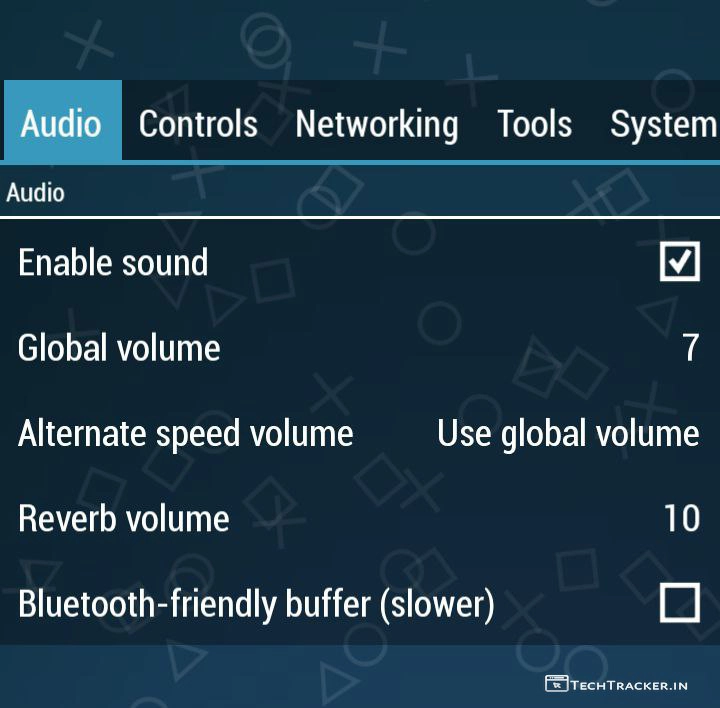 Audio Controls Networking Tools System
Audio
Enable sound
Global volume 7
Alternate speed volume Use global volume
Reverb volume 10
Bluetooth-friendly buffer (slower)
TECHTRACKER.IN